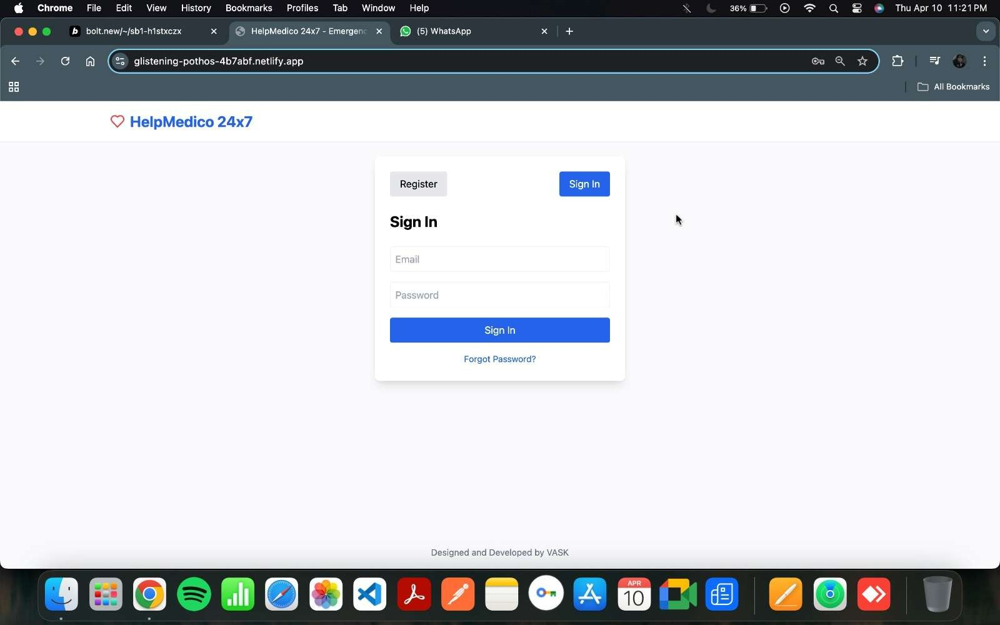 Chrome File Edit View History Bookmarks Profiles Tab Window Help 36% Thu Apr 10 11:21 PM
bolt.new/~/sb1-h1stxczx HelpMedico 24x7 - Emergenc (5) WhatsApp
glistening-pothos-4b7abf.netlify.app
All Bookmarks
HelpMedico 24x7
Register Sign In
Sign In
Email
Password
Sign In
Forgot Password?
Designed and Developed by VASK
APR
10